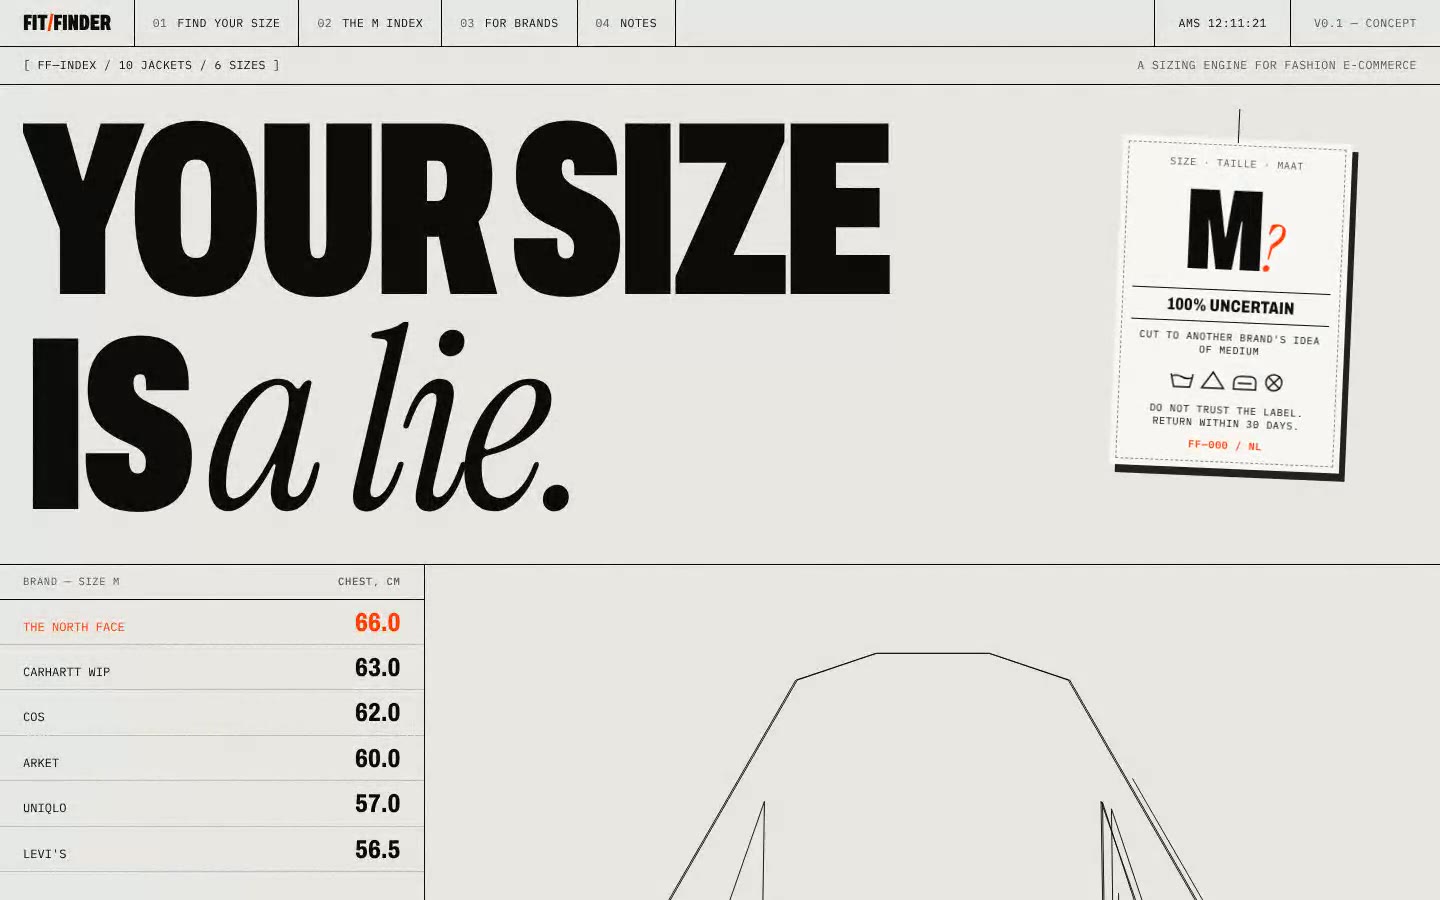 FIT/FINDER
01 FIND YOUR SIZE
02 THE M INDEX
03 FOR BRANDS
04 NOTES
AMS 12:11:21
V0.1 — CONCEPT
[ FF—INDEX / 10 JACKETS / 6 SIZES ]
A SIZING ENGINE FOR FASHION E-COMMERCE
YOUR SIZE
IS a lie.
SIZE · TAILLE · MAAT
M?
100% UNCERTAIN
CUT TO ANOTHER BRAND'S IDEA
OF MEDIUM
DO NOT TRUST THE LABEL.
RETURN WITHIN 30 DAYS.
FF—000 / NL
BRAND — SIZE M CHEST, CM
THE NORTH FACE 66.0
CARHARTT WIP 63.0
COS 62.0
ARKET 60.0
UNIQLO 57.0
LEVI'S 56.5